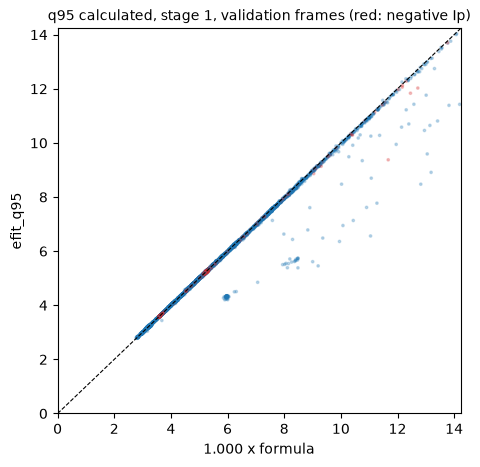 q95 calculated, stage 1, validation frames (red: negative Ip)
14
12
10
8
6
4
2
0
efit_q95
0 2 4 6 8 10 12 14
1.000 x formula